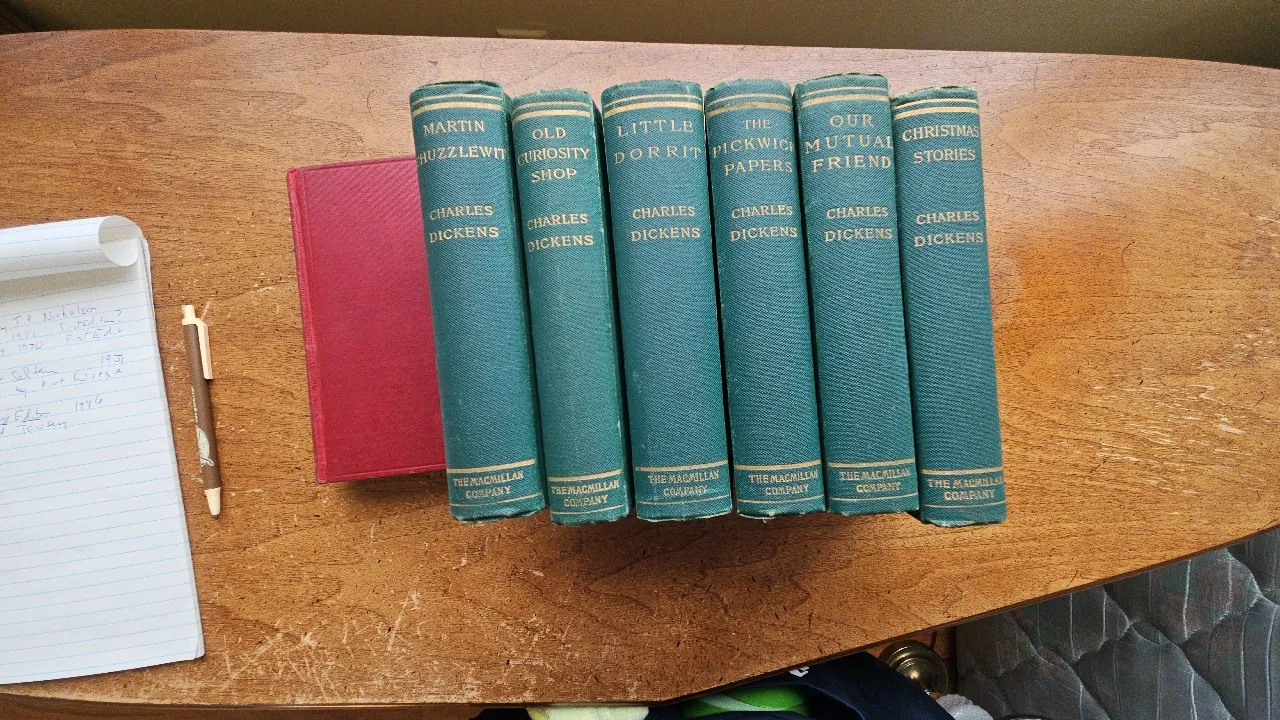 MARTIN
CHUZZLEWIT
CHARLES
DICKENS
THE MACMILLAN
COMPANY
OLD
CURIOSITY
SHOP
CHARLES
DICKENS
THE MACMILLAN
COMPANY
LITTLE
DORRIT
CHARLES
DICKENS
THE MACMILLAN
COMPANY
THE
PICKWICK
PAPERS
CHARLES
DICKENS
THE MACMILLAN
COMPANY
OUR
MUTUAL
FRIEND
CHARLES
DICKENS
THE MACMILLAN
COMPANY
CHRISTMAS
STORIES
CHARLES
DICKENS
THE MACMILLAN
COMPANY
1931
1946